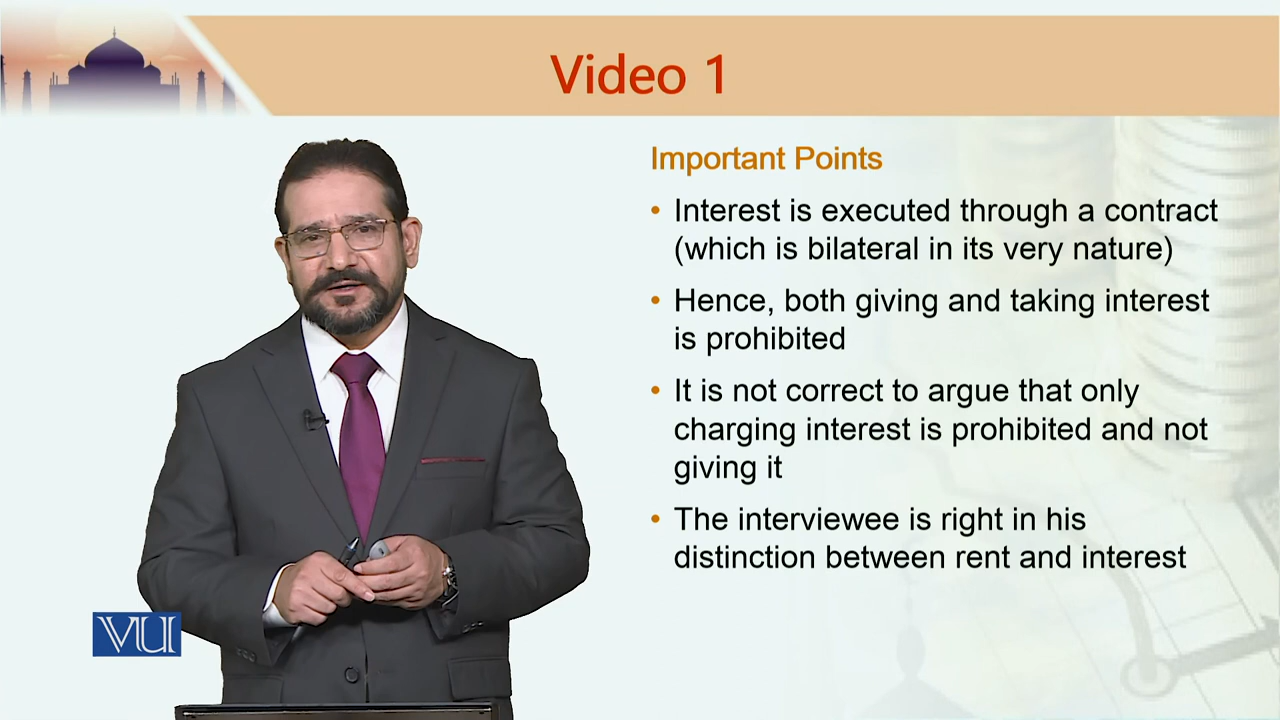 Video 1
Important Points
• Interest is executed through a contract
(which is bilateral in its very nature)
• Hence, both giving and taking interest
is prohibited
• It is not correct to argue that only
charging interest is prohibited and not
giving it
• The interviewee is right in his
distinction between rent and interest
VU